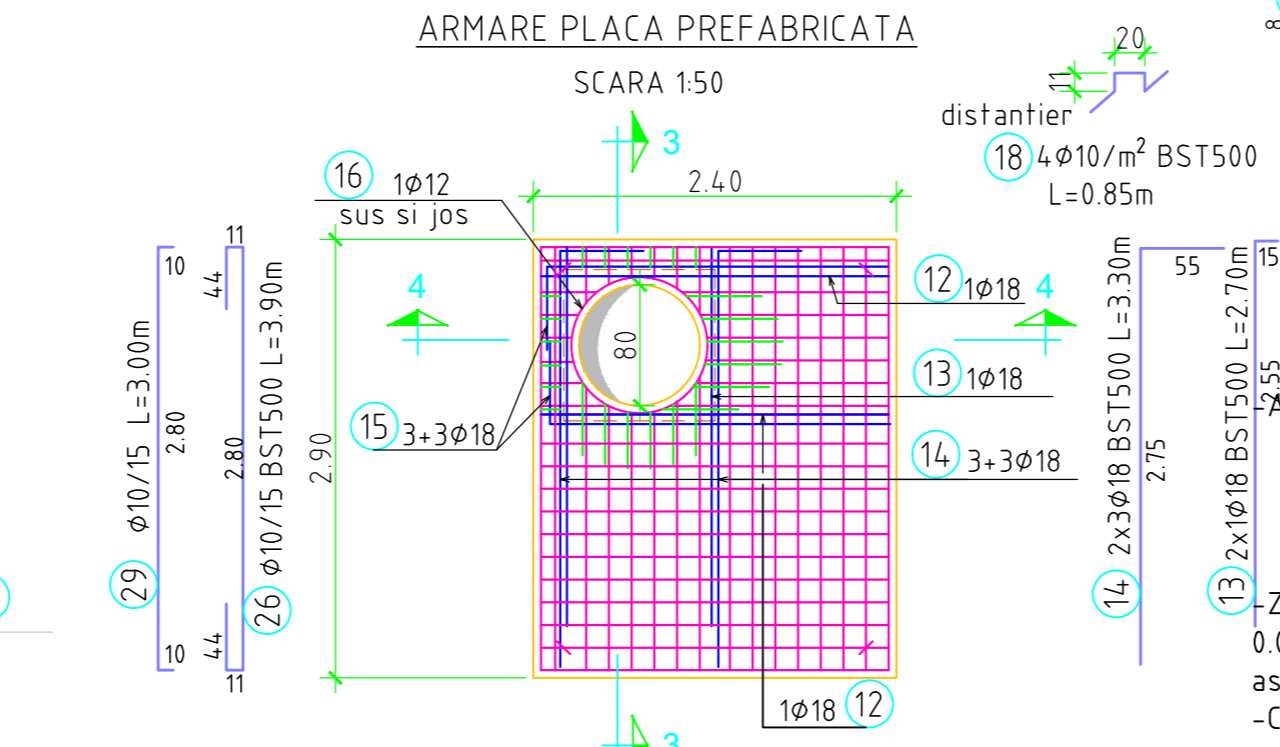 ARMARE PLACA PREFABRICATA
SCARA 1:50
20
11
distantier
18 4Φ10/m² BST500
L=0.85m
3
16 1Φ12
sus si jos
2.40
11
10
44
4
12 1Φ18
4
55
15
80
13 1Φ18
15 3+3Φ18
14 3+3Φ18
29 Φ10/15 L=3.00m
2.80
2.80
26 Φ10/15 BST500 L=3.90m
2.90
14 2x3Φ18 BST500 L=3.30m
2.75
13 2x1Φ18 BST500 L=2.70m
2.55
10
44
11
1Φ18 12
3